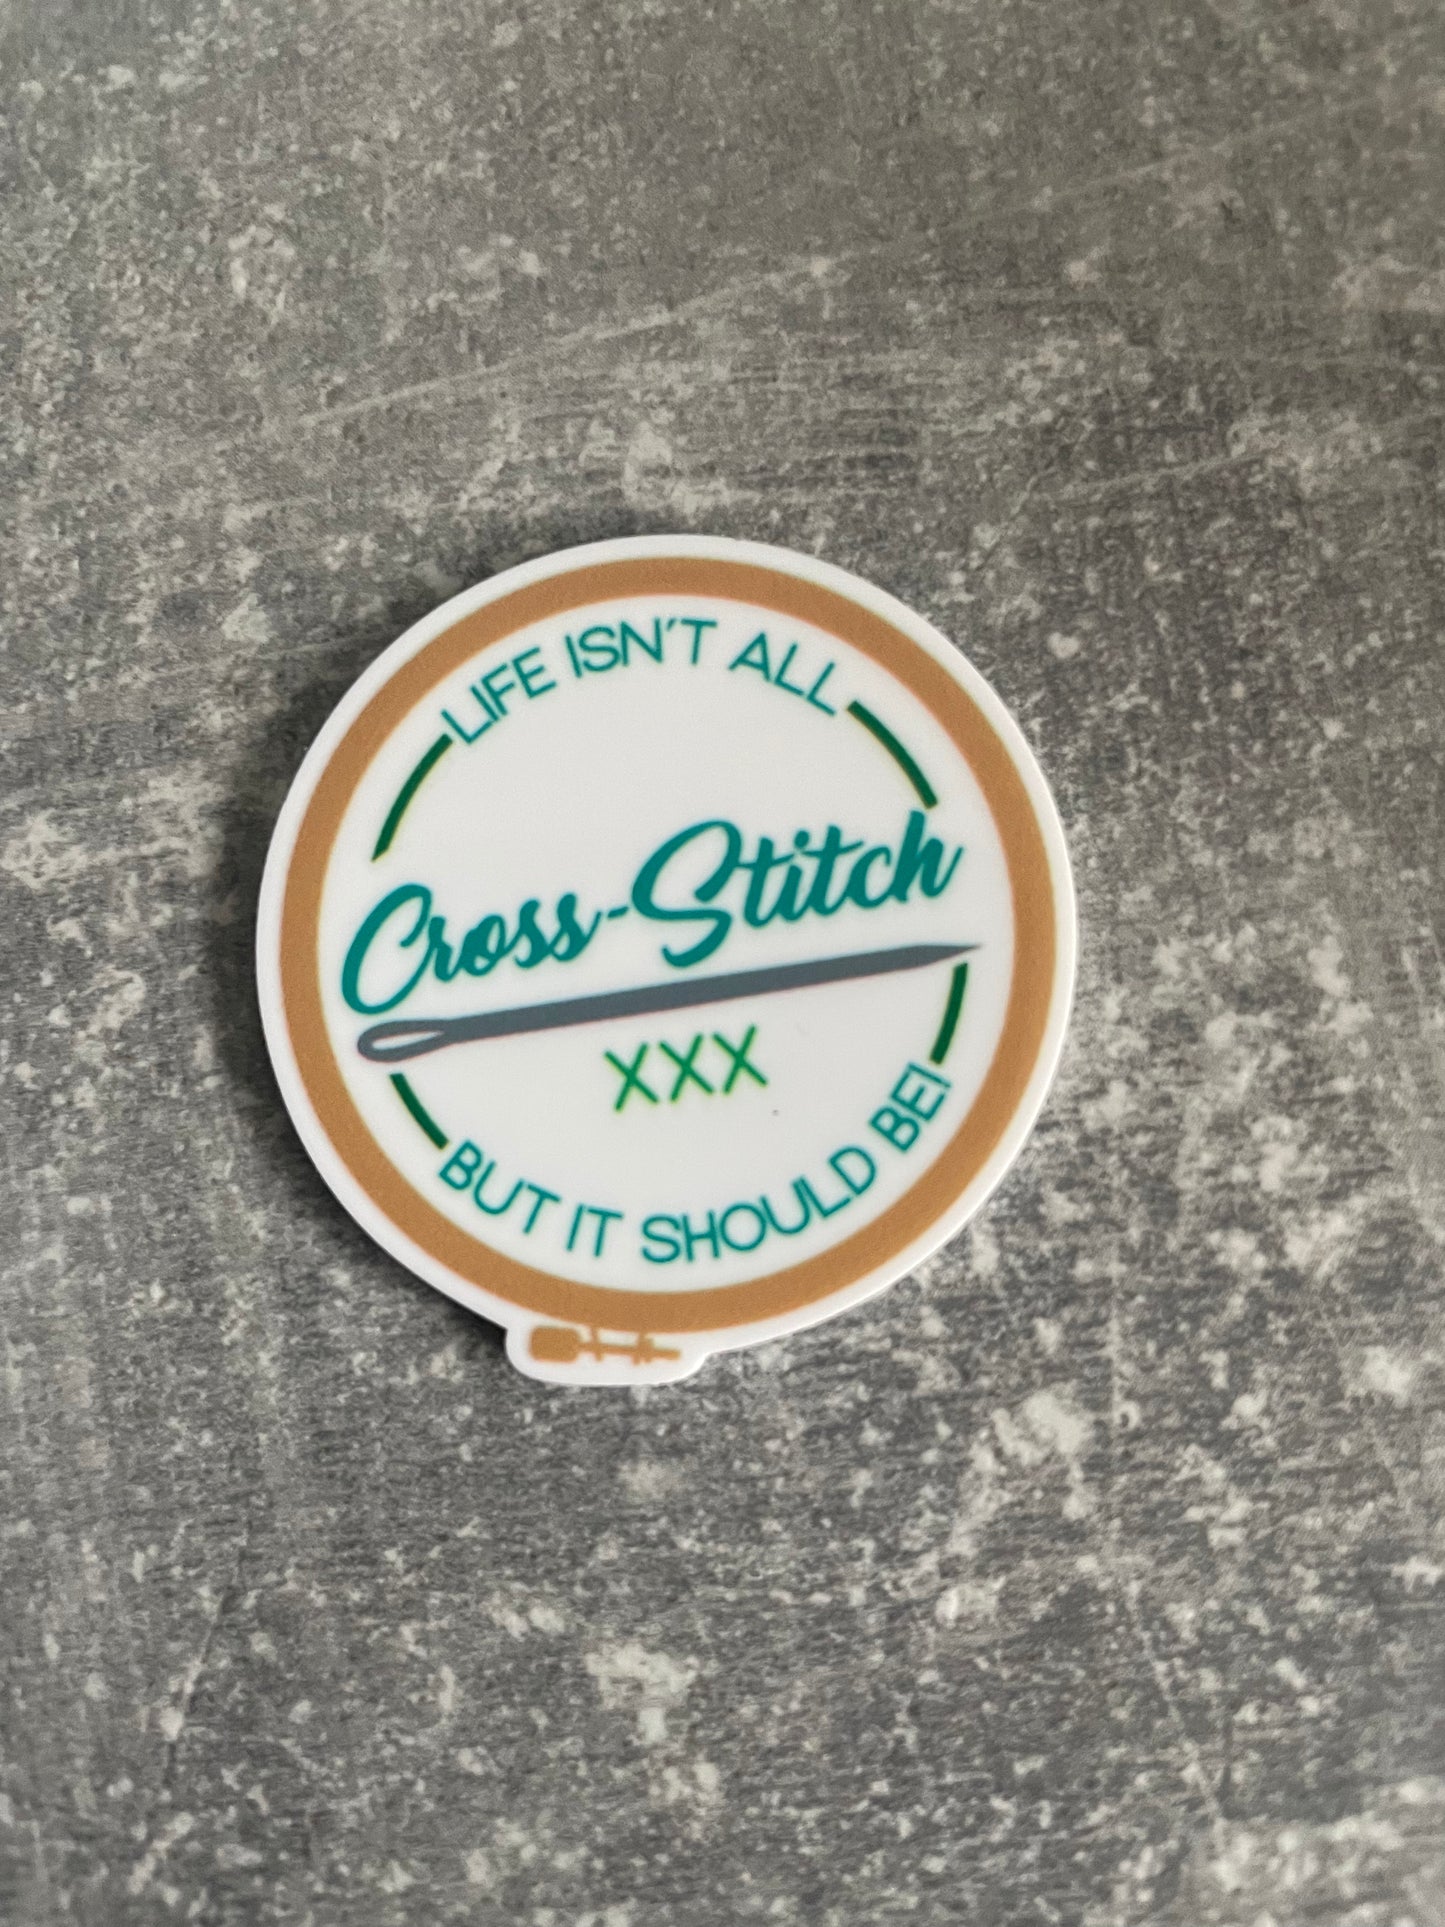 LIFE ISN'T ALL
Cross-Stitch
XXX
BUT IT SHOULD BE!